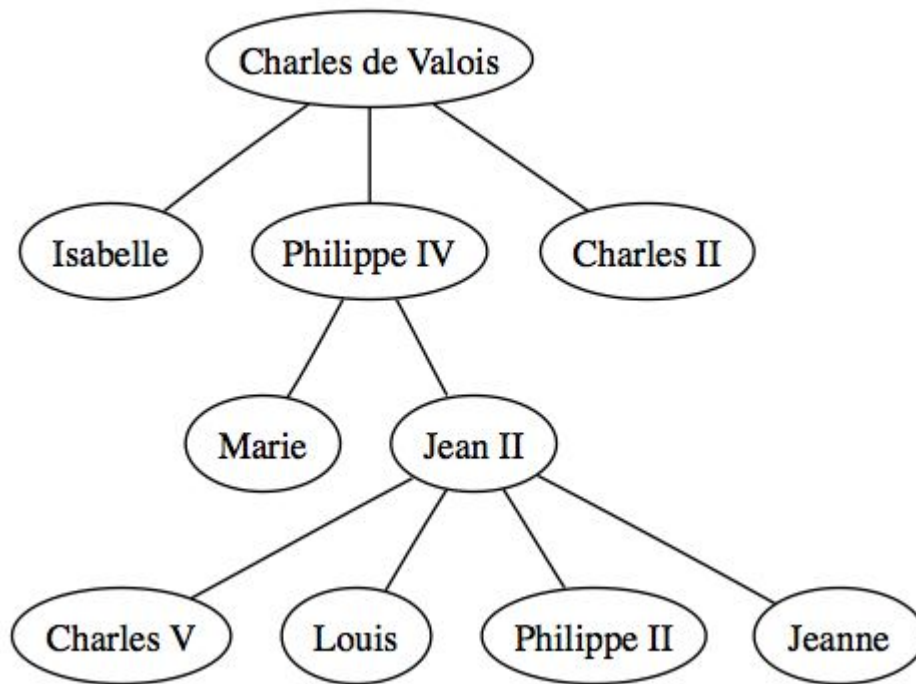 Charles de Valois
Isabelle
Philippe IV
Charles II
Marie
Jean II
Charles V
Louis
Philippe II
Jeanne